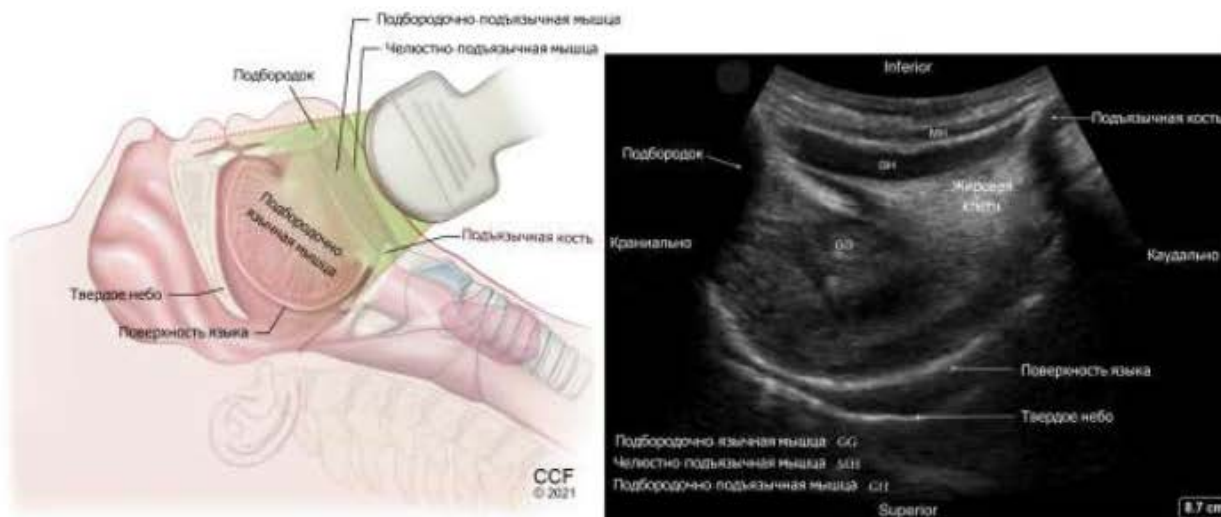 Подбородочно-подъязычная мышца
Челюстно-подъязычная мышца
Подбородок
Подбородочно
язычная мышца
Подъязычная кость
Твердое небо
Поверхность языка
CCF
© 2021
Inferior
MH
Подъязычная кость
Подбородок
GH
Жировая
GG
Краниально
Каудально
Поверхность языка
Твердое небо
Подбородочно язычная мышца GG
Челюстно подъязычная мышца MH
Подбородочно подъязычная мышца GH
Superior
8.7 cm